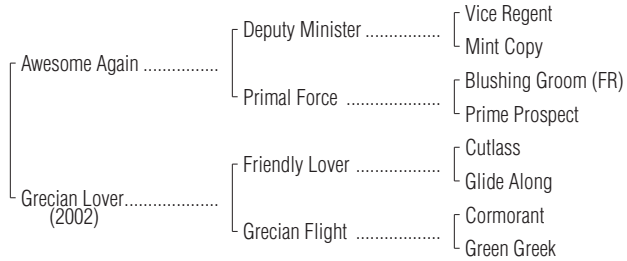 Vice Regent
Deputy Minister ..................
Mint Copy
Awesome Again ................
Blushing Groom (FR)
Primal Force ......................
Prime Prospect
Cutlass
Friendly Lover ....................
Glide Along
Grecian Lover....................
(2002)
Cormorant
Grecian Flight ....................
Green Greek